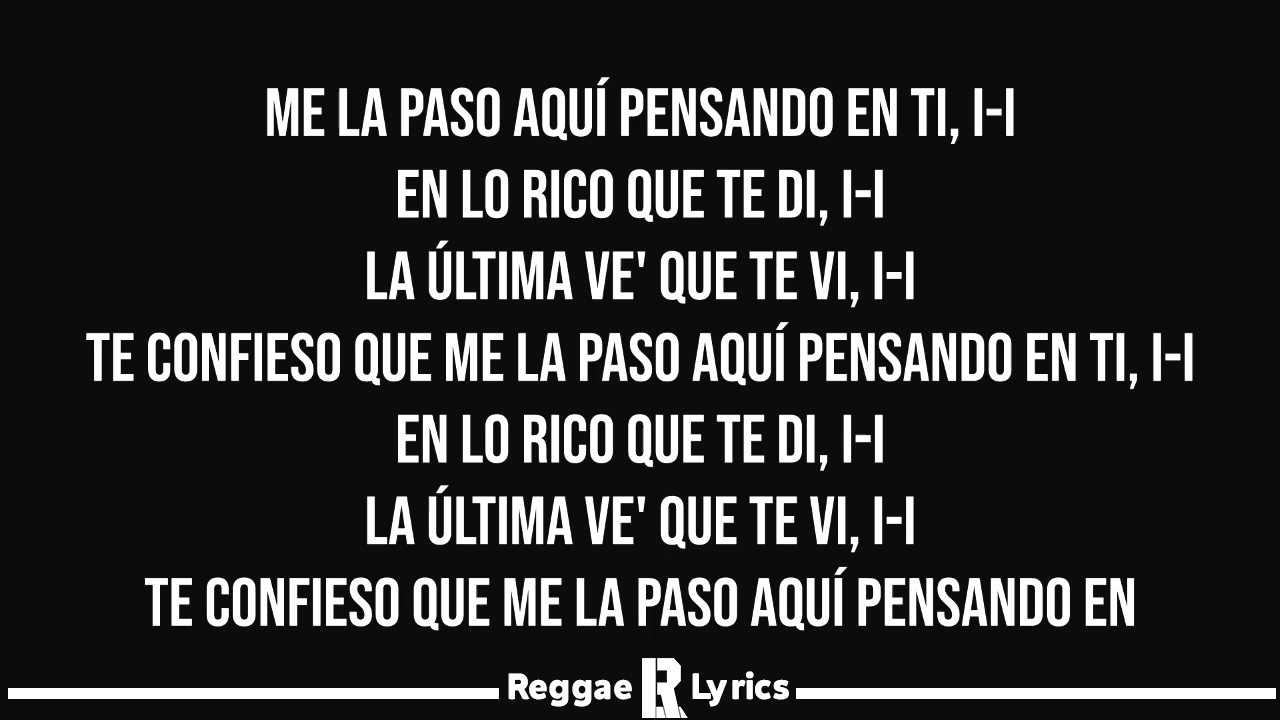 ME LA PASO AQUÍ PENSANDO EN TI, I-I
EN LO RICO QUE TE DI, I-I
LA ÚLTIMA VE' QUE TE VI, I-I
TE CONFIESO QUE ME LA PASO AQUÍ PENSANDO EN TI, I-I
EN LO RICO QUE TE DI, I-I
LA ÚLTIMA VE' QUE TE VI, I-I
TE CONFIESO QUE ME LA PASO AQUÍ PENSANDO EN
Reggae R Lyrics